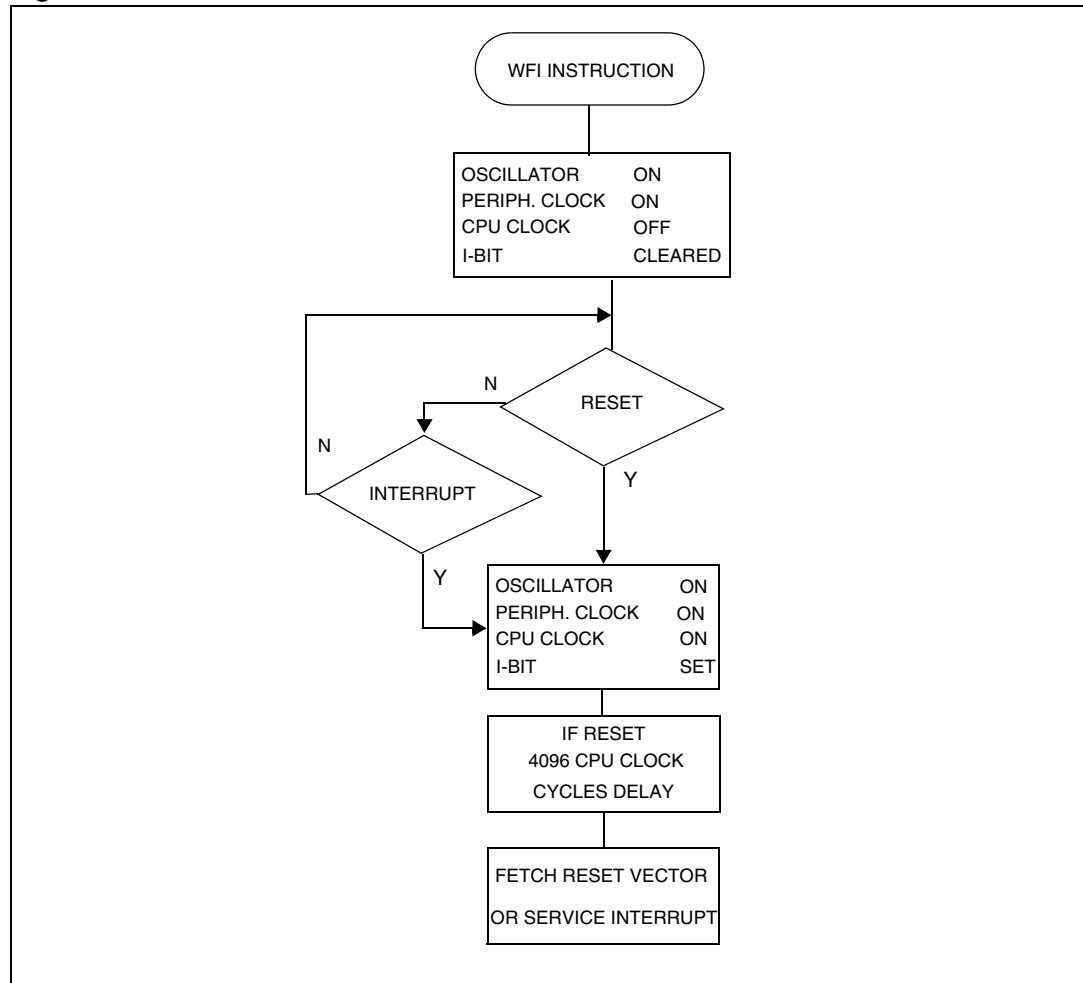 WFI INSTRUCTION
OSCILLATOR ON
PERIPH. CLOCK ON
CPU CLOCK OFF
I-BIT CLEARED
RESET
N
N
INTERRUPT
Y
Y
OSCILLATOR ON
PERIPH. CLOCK ON
CPU CLOCK ON
I-BIT SET
IF RESET
4096 CPU CLOCK
CYCLES DELAY
FETCH RESET VECTOR
OR SERVICE INTERRUPT